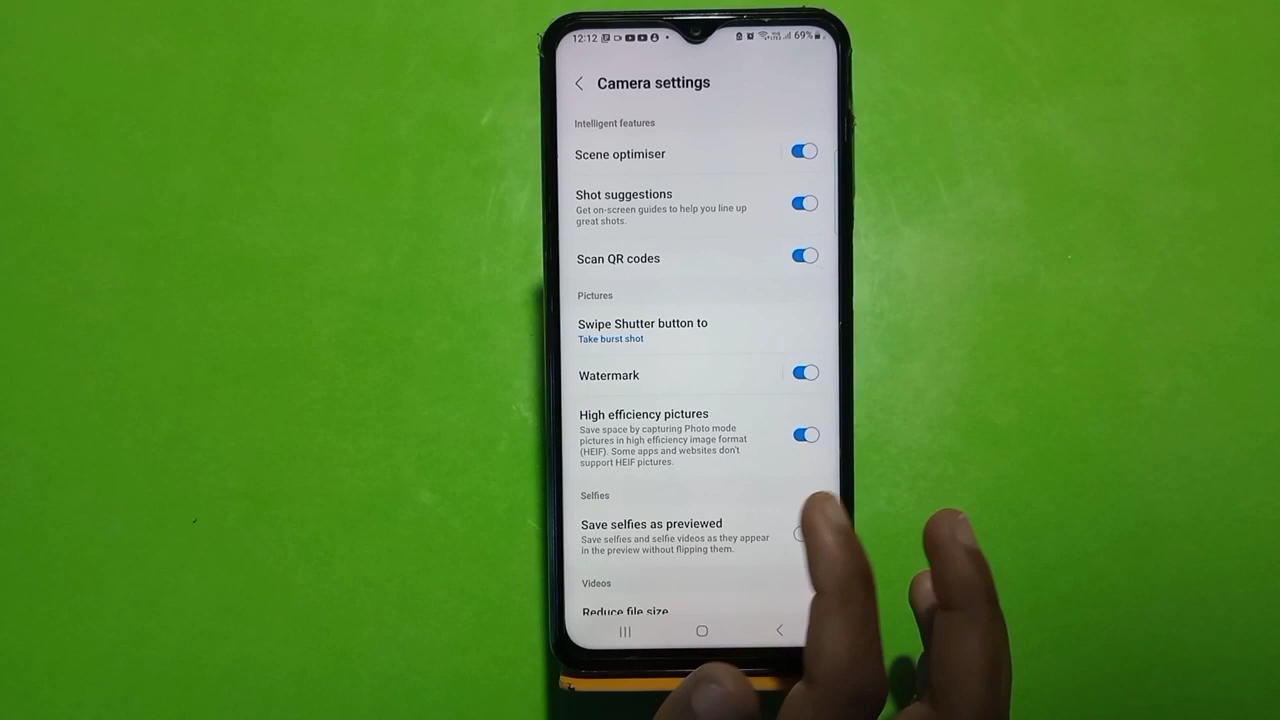 12:12 69%
Camera settings
Intelligent features
Scene optimiser
Shot suggestions
Get on-screen guides to help you line up
great shots.
Scan QR codes
Pictures
Swipe Shutter button to
Take burst shot
Watermark
High efficiency pictures
Save space by capturing Photo mode
pictures in high efficiency image format
(HEIF). Some apps and websites don't
support HEIF pictures.
Selfies
Save selfies as previewed
Save selfies and selfie videos as they appear
in the preview without flipping them.
Videos
Reduce file size